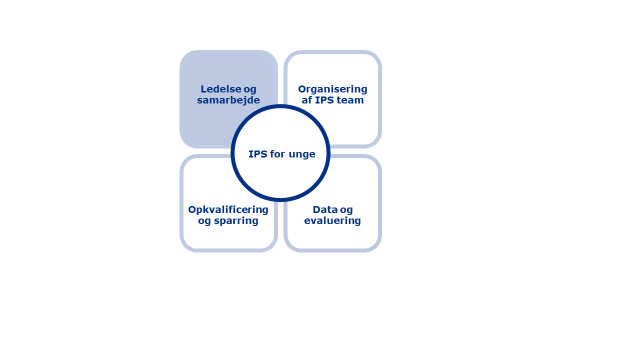 Ledelse og
samarbejde
Organisering
af IPS team
IPS for unge
Opkvalificering
og sparring
Data og
evaluering